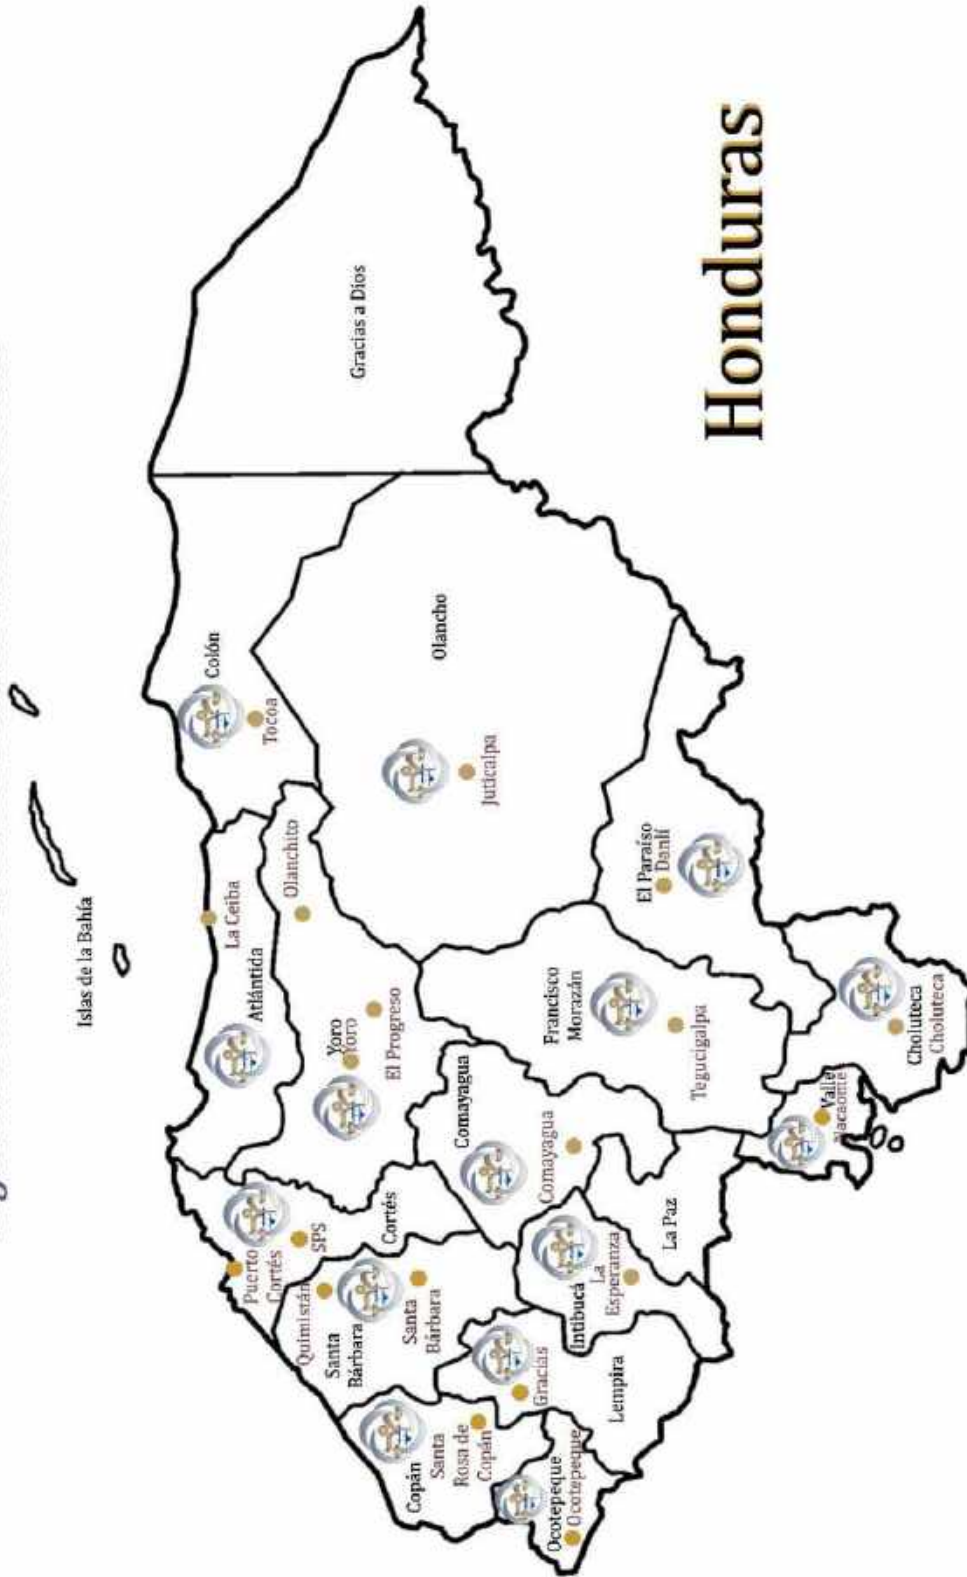 Islas de la Bahía
La Ceiba
Atlántida
Colón
Tocoa
Olanchito
Yoro
Yoro
El Progreso
Puerto
Cortés
SPS
Cortés
Quimistán
Santa
Bárbara
Santa
Bárbara
Copán
Santa
Rosa de
Copán
Ocotepeque
Ocotepeque
Gracias
Lempira
Intibucá
La
Esperanza
La Paz
Comayagua
Comayagua
Francisco
Morazán
Tegucigalpa
Olancho
Juticalpa
Gracias a Dios
El Paraíso
Danlí
Valle
Choluteca
Choluteca
Honduras